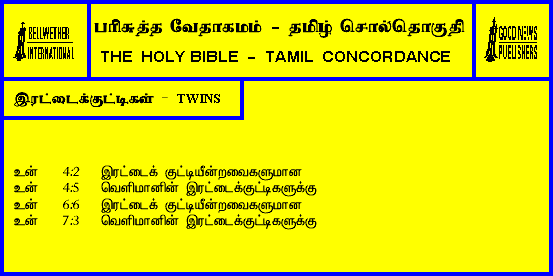 BELLWETHER
INTERNATIONAL
பரிசுத்த வேதாகமம் - தமிழ் சொல்தொகுதி
THE HOLY BIBLE - TAMIL CONCORDANCE
GOOD NEWS
PUBLISHERS
இரட்டைக்குட்டிகள் - TWINS
உன் 4:2 இரட்டைக் குட்டியீன்றவைகளுமான
உன் 4:5 வெளிமானின் இரட்டைக்குட்டிகளுக்கு
உன் 6:6 இரட்டைக் குட்டியீன்றவைகளுமான
உன் 7:3 வெளிமானின் இரட்டைக்குட்டிகளுக்கு